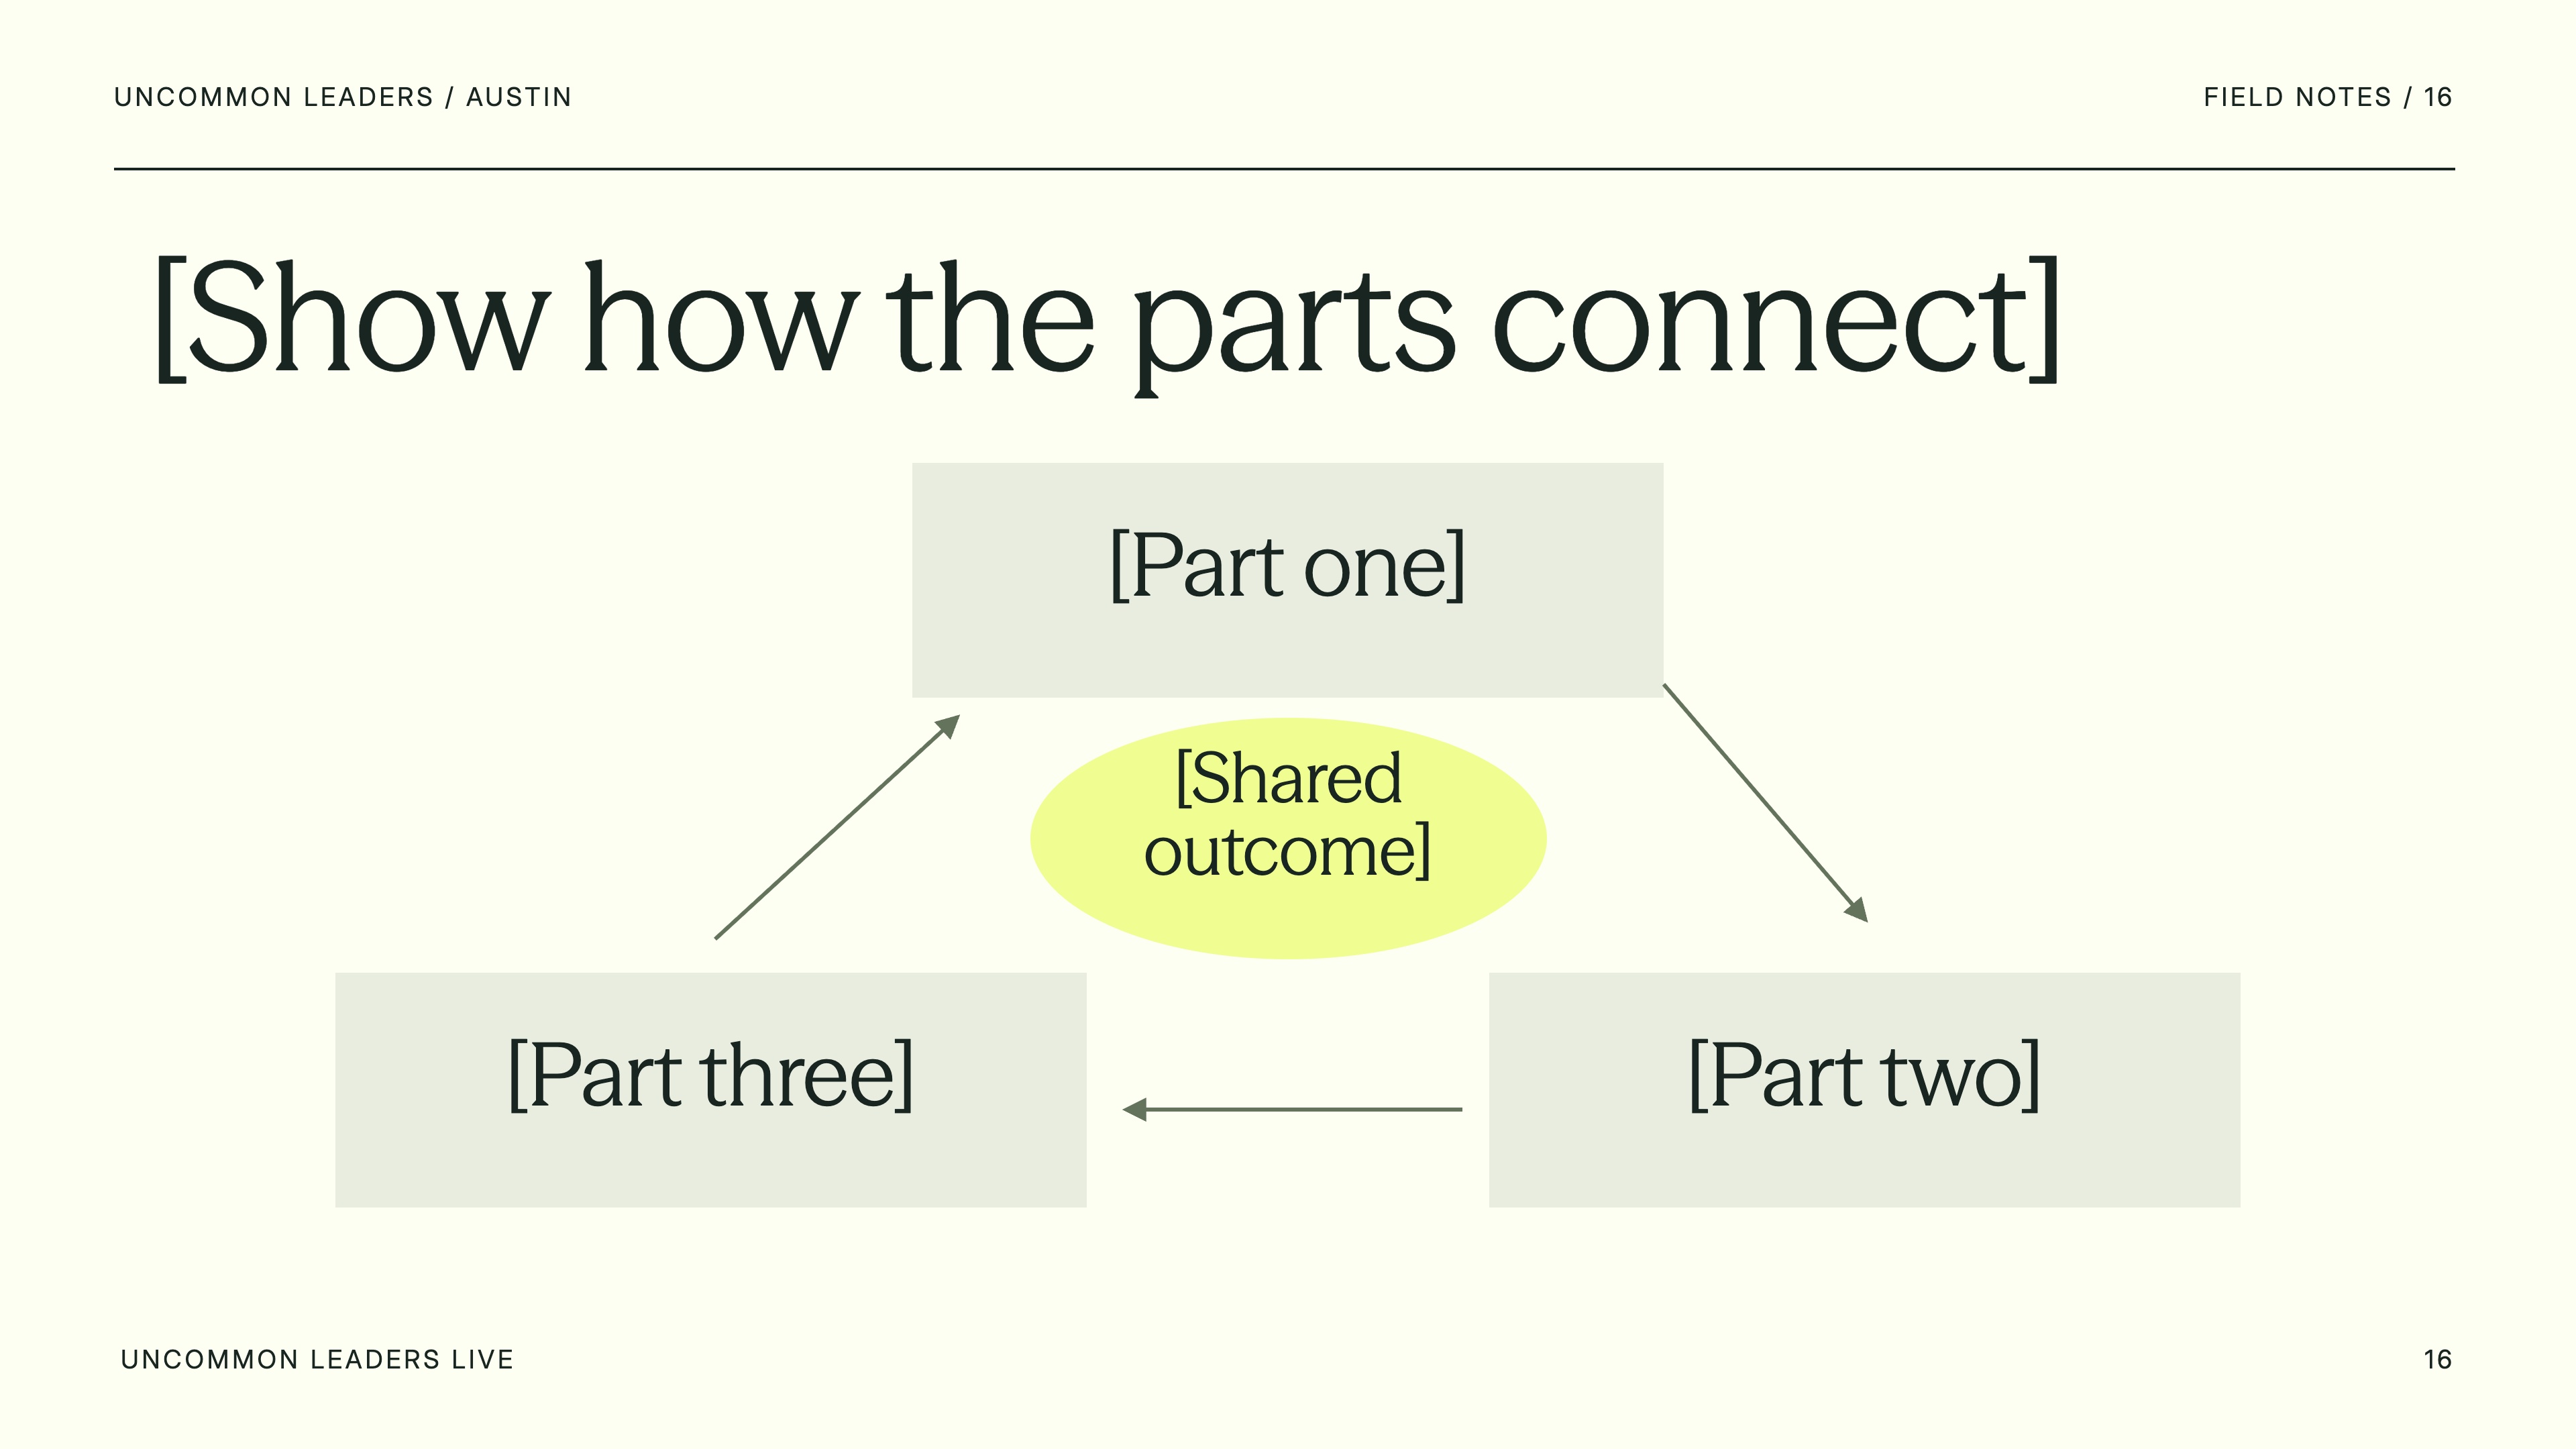 UNCOMMON LEADERS / AUSTIN
FIELD NOTES / 16
[Show how the parts connect]
[Part one]
[Shared
outcome]
[Part three]
[Part two]
UNCOMMON LEADERS LIVE
16